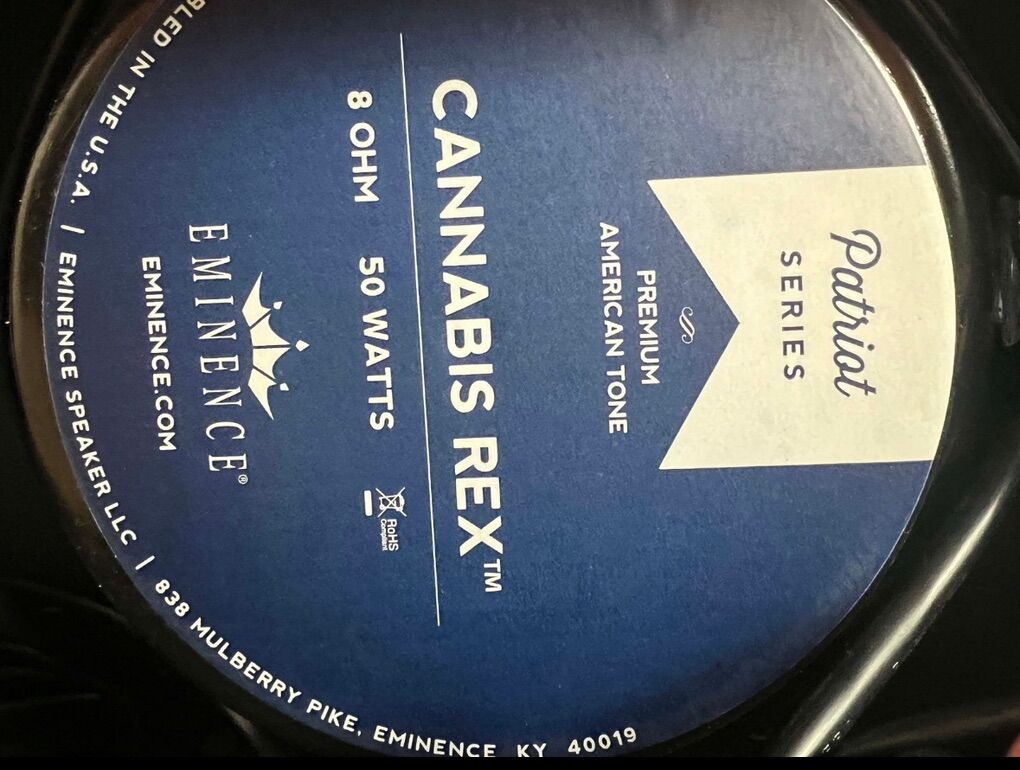 Patriot
SERIES
PREMIUM
AMERICAN TONE
CANNABIS REX™
8 OHM 50 WATTS
RoHS
Compliant
EMINENCE®
EMINENCE.COM
IN THE U.S.A. | EMINENCE SPEAKER LLC | 838 MULBERRY PIKE, EMINENCE KY 40019